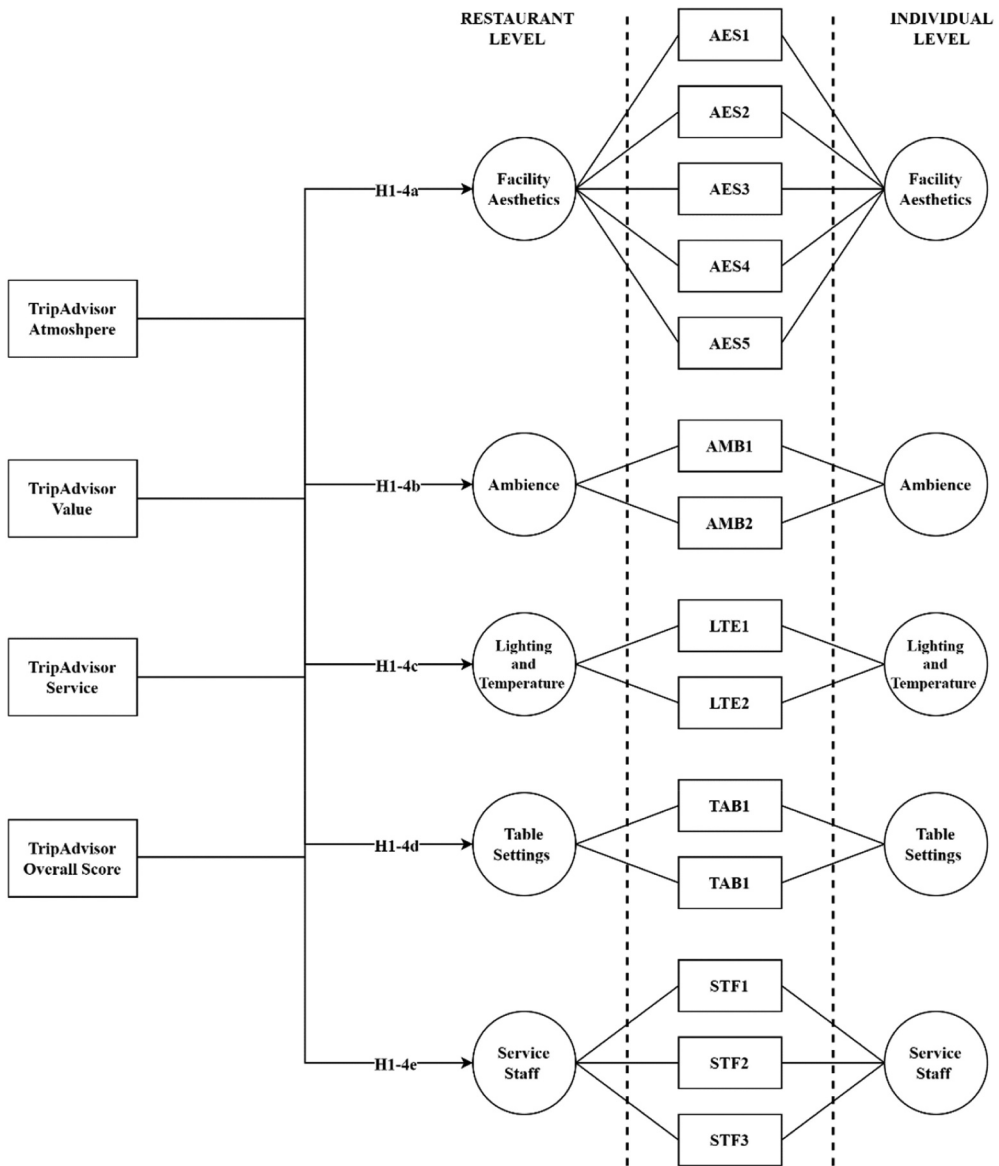 RESTAURANT
LEVEL
INDIVIDUAL
LEVEL
AES1
AES2
H1-4a
Facility
Aesthetics
AES3
Facility
Aesthetics
AES4
TripAdvisor
Atmoshpere
AES5
AMB1
TripAdvisor
Value
H1-4b
Ambience
Ambience
AMB2
LTE1
TripAdvisor
Service
H1-4c
Lighting
and
Temperature
Lighting
and
Temperature
LTE2
TAB1
TripAdvisor
Overall Score
H1-4d
Table
Settings
Table
Settings
TAB1
STF1
H1-4e
Service
Staff
STF2
Service
Staff
STF3